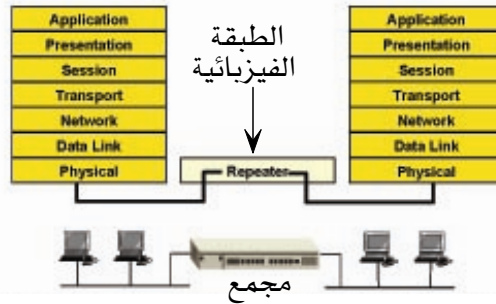 Application
Presentation
Session
Transport
Network
Data Link
Physical
الطبقة
الفيزيائية
Repeater
Application
Presentation
Session
Transport
Network
Data Link
Physical
مجمع